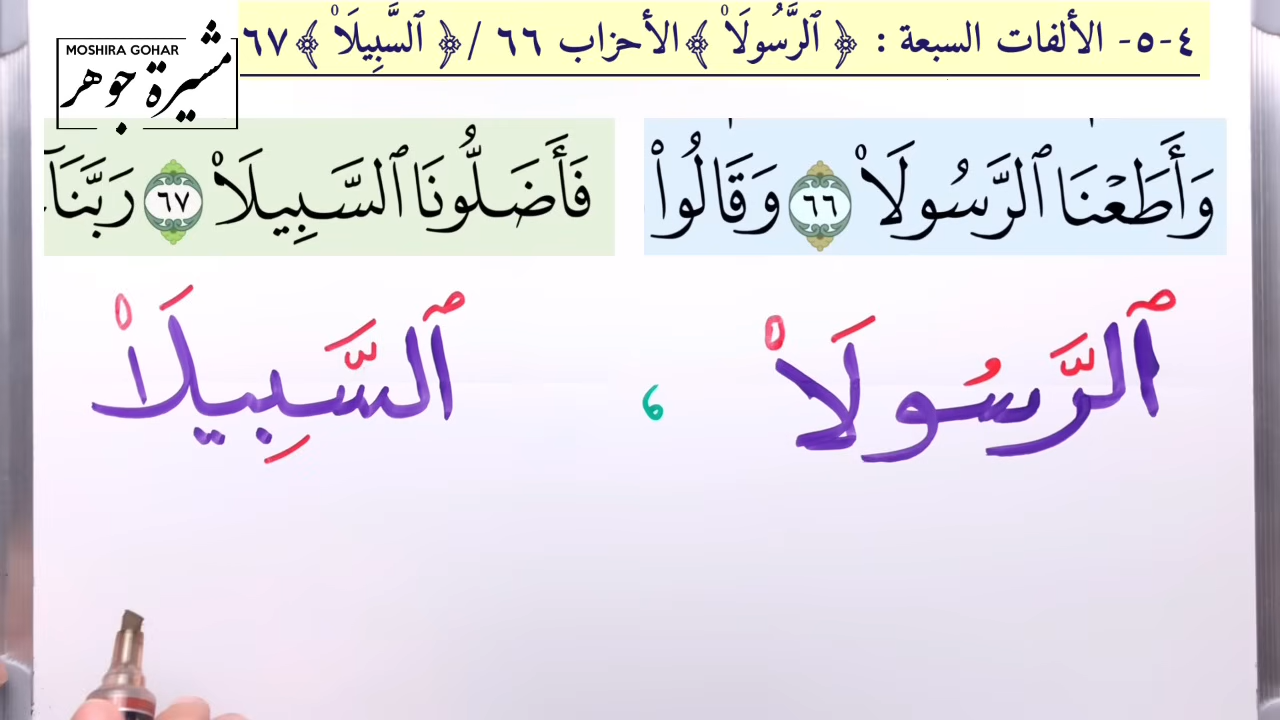 ٤-٥- الألفات السبعة : ﴿ ٱلرَّسُولَا۠ ﴾ الأحزاب ٦٦ / ﴿ ٱلسَّبِيلَا۠ ﴾ ٦٧
MOSHIRA GOHAR
مشيرة جوهر
وَأَطَعْنَا ٱلرَّسُولَا۠ ٦٦ وَقَالُوا۟
فَأَضَلُّونَا ٱلسَّبِيلَا۠ ٦٧ رَبَّنَآ
ٱلرَّسُولَا۠ ، ٱلسَّبِيلَا۠